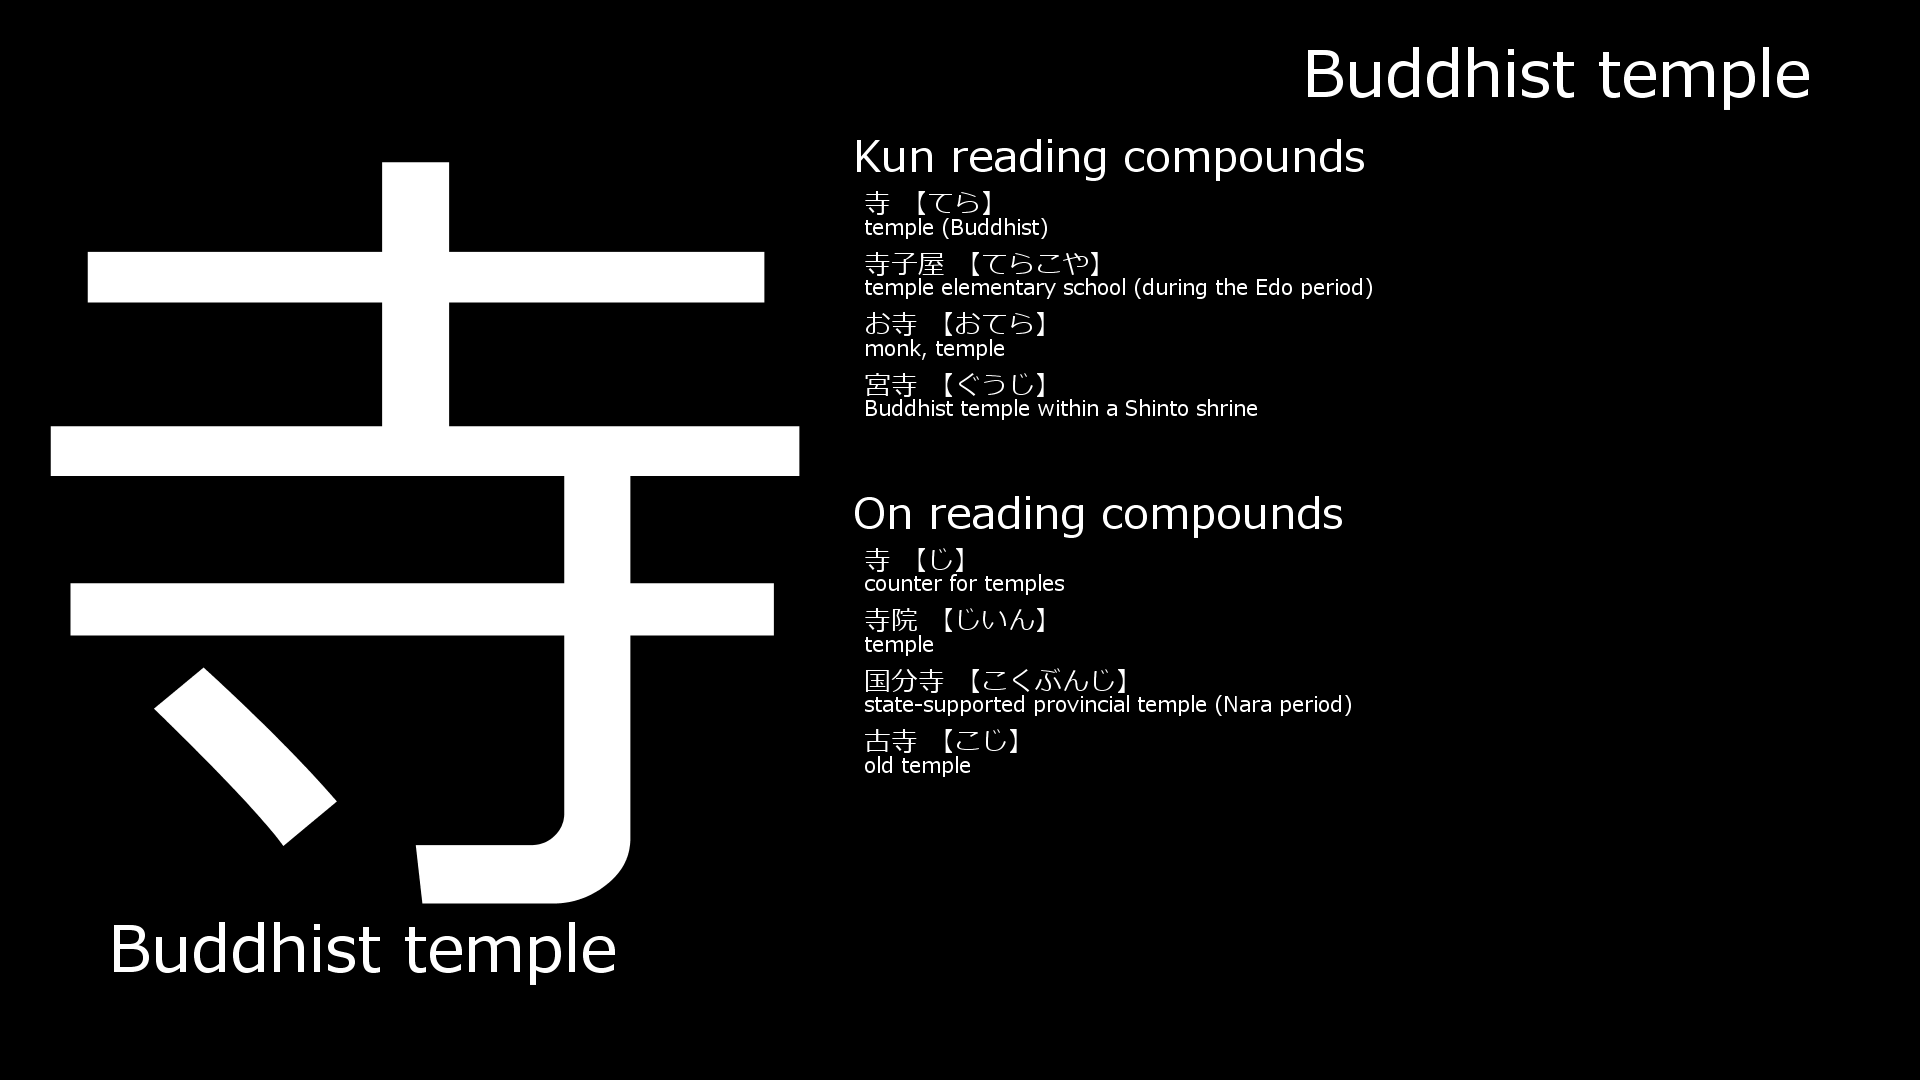 Buddhist temple
寺
Buddhist temple
Kun reading compounds
寺 【てら】
temple (Buddhist)
寺子屋 【てらこや】
temple elementary school (during the Edo period)
お寺 【おてら】
monk, temple
宮寺 【ぐうじ】
Buddhist temple within a Shinto shrine
On reading compounds
寺 【じ】
counter for temples
寺院 【じいん】
temple
国分寺 【こくぶんじ】
state-supported provincial temple (Nara period)
古寺 【こじ】
old temple